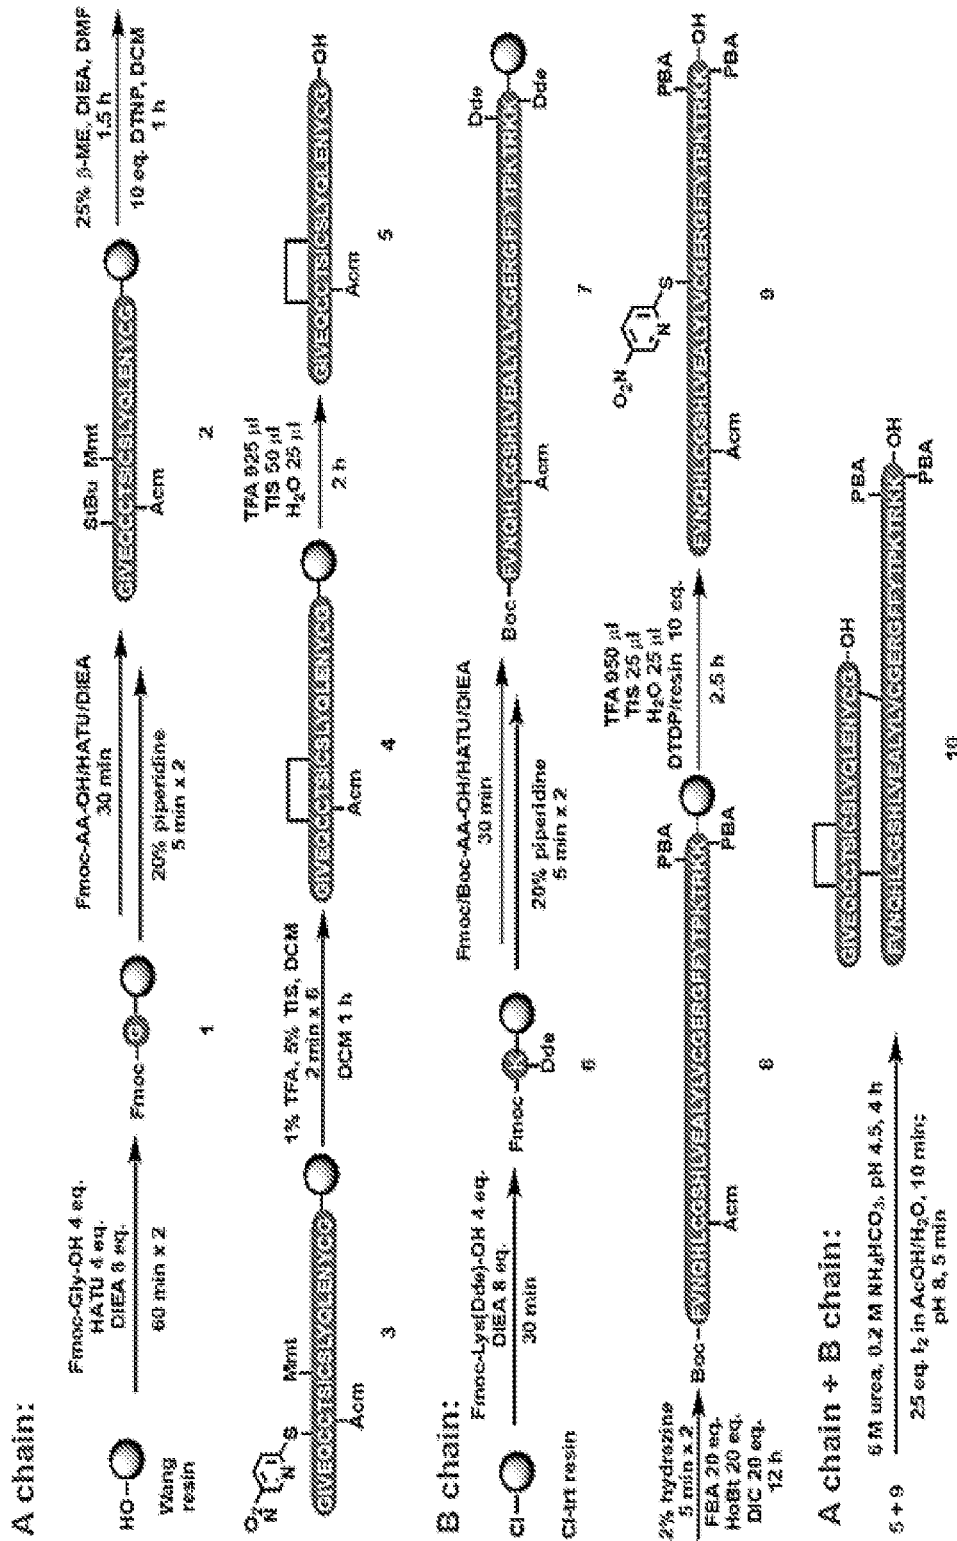 A chain:
HO
Wang
resin
Fmoc-Gly-OH 4 eq.
HATU 4 eq.
DIEA 8 eq.
60 min x 2
Fmoc
G
1
Fmoc-AA-OH/HATU/DIEA
30 min
20% piperidine
5 min x 2
StBu Mmt
Acm
2
25% β-ME, DIEA, DMF
1.5 h
10 eq. DTNP, DCM
1 h
O₂N
N
S
Mmt
Acm
3
1% TFA, 5% TIS, DCM
2 min x 6
DCM 1 h
Acm
4
TFA 925 µl
TIS 50 µl
H₂O 25 µl
2 h
OH
Acm
5
B chain:
Cl
Cl-trt resin
Fmoc-Lys(Dde)-OH 4 eq.
DIEA 8 eq.
30 min
Fmoc
K
Dde
6
Fmoc/Boc-AA-OH/HATU/DIEA
30 min
20% piperidine
5 min x 2
Boc
FVNQHLCGSHLVEALYLVCGERGFFYTPKTRKK
Dde
Dde
Acm
7
2% hydrazine
5 min x 2
HoBt 20 eq.
DIC 20 eq.
12 h
Boc
FVNQHLCGSHLVEALYLVCGERGFFYTPKTRKK
PBA
PBA
Acm
8
TFA 950 µl
TIS 25 µl
H₂O 25 µl
DTDP/resin 10 eq.
2.5 h
O₂N
N
S
PBA
FVNQHLCGSHLVEALYLVCGERGFFYTPKTRKK
OH
PBA
Acm
9
A chain + B chain:
5 + 9
6 M urea, 0.2 M NH₄HCO₃, pH 4.5, 4 h
25 eq. I₂ in AcOH/H₂O, 10 min;
pH 8, 5 min
OH
PBA
FVNQHLCGSHLVEALYLVCGERGFFYTPKTRKK
OH
PBA
10